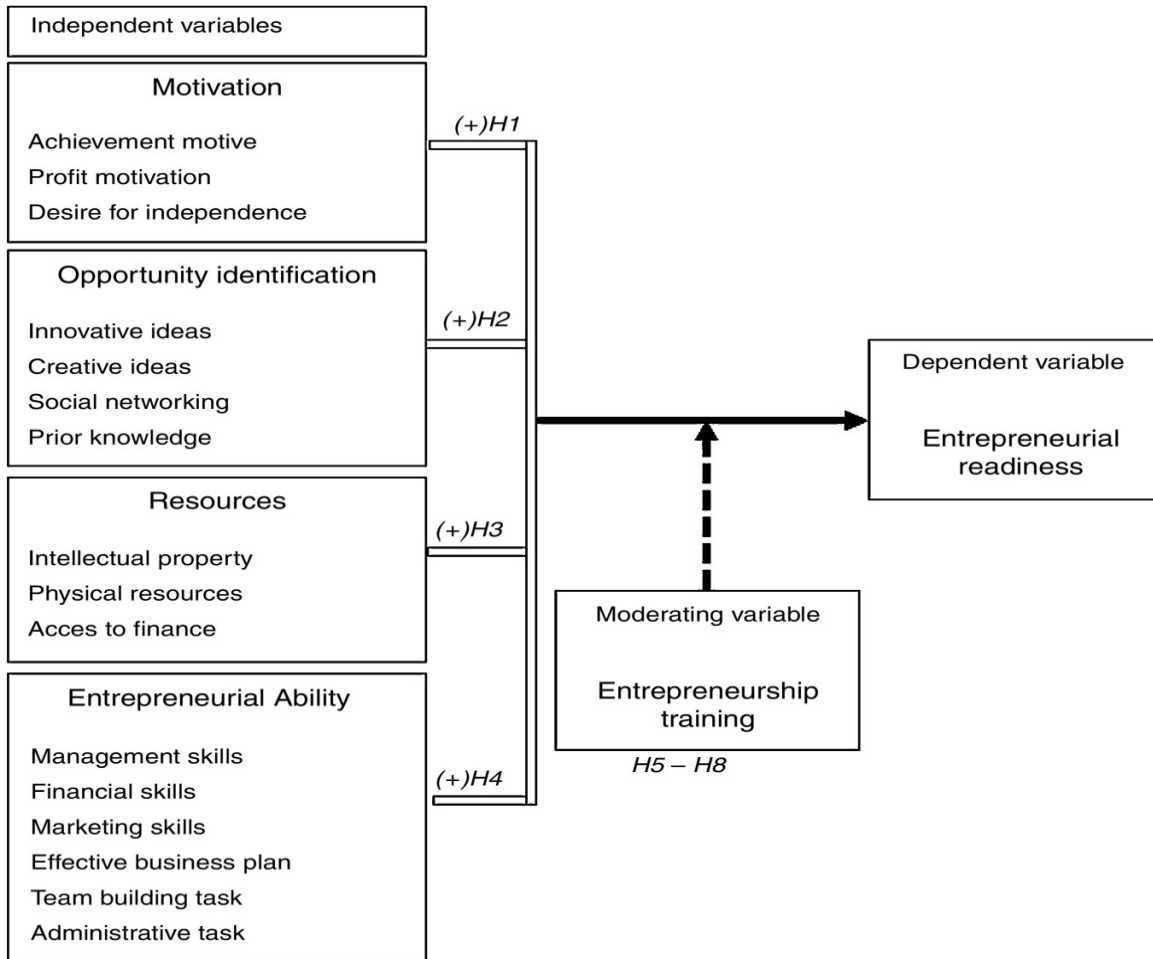 Independent variables
Motivation
Achievement motive
Profit motivation
Desire for independence
(+)H1
Opportunity identification
Innovative ideas
Creative ideas
Social networking
Prior knowledge
(+)H2
Resources
Intellectual property
Physical resources
Acces to finance
(+)H3
Entrepreneurial Ability
Management skills
Financial skills
Marketing skills
Effective business plan
Team building task
Administrative task
(+)H4
Moderating variable
Entrepreneurship
training
H5 – H8
Dependent variable
Entrepreneurial
readiness